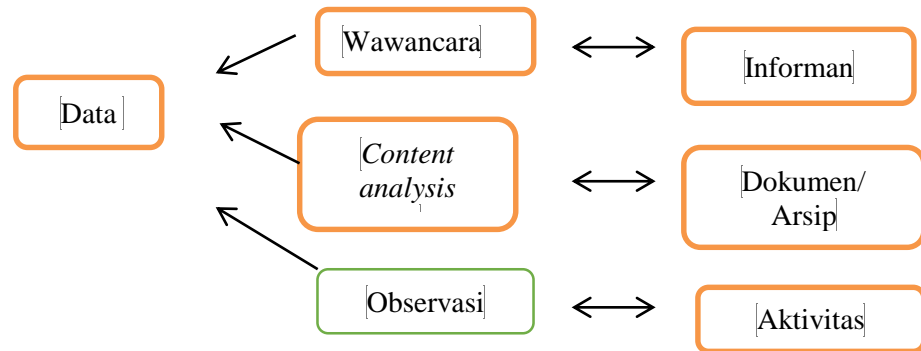 Wawancara
Informan
Data
Content
analysis
Dokumen/
Arsip
Observasi
Aktivitas